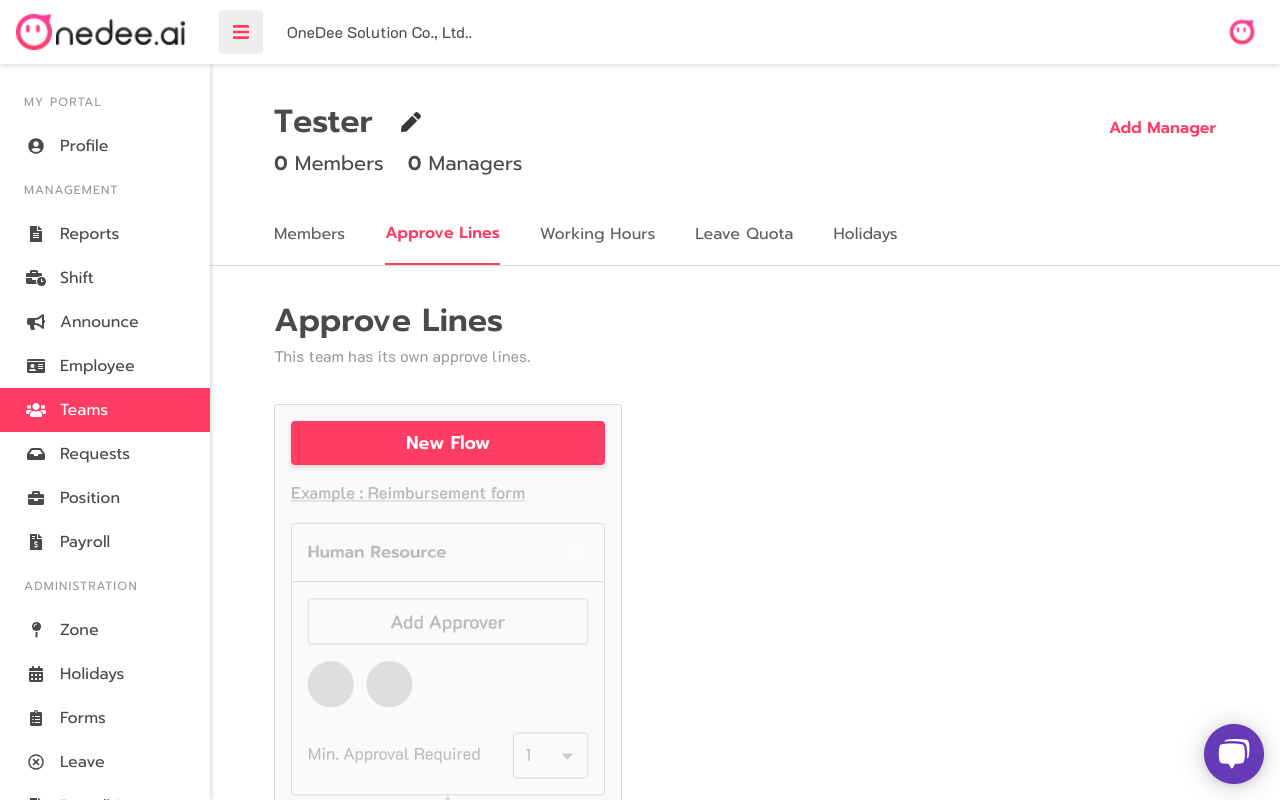 Onedee.ai
OneDee Solution Co., Ltd..
MY PORTAL
Profile
MANAGEMENT
Reports
Shift
Announce
Employee
Teams
Requests
Position
Payroll
ADMINISTRATION
Zone
Holidays
Forms
Leave
Tester
Add Manager
0 Members 0 Managers
Members Approve Lines Working Hours Leave Quota Holidays
Approve Lines
This team has its own approve lines.
New Flow
Example : Reimbursement form
Human Resource
Add Approver
Min. Approval Required 1